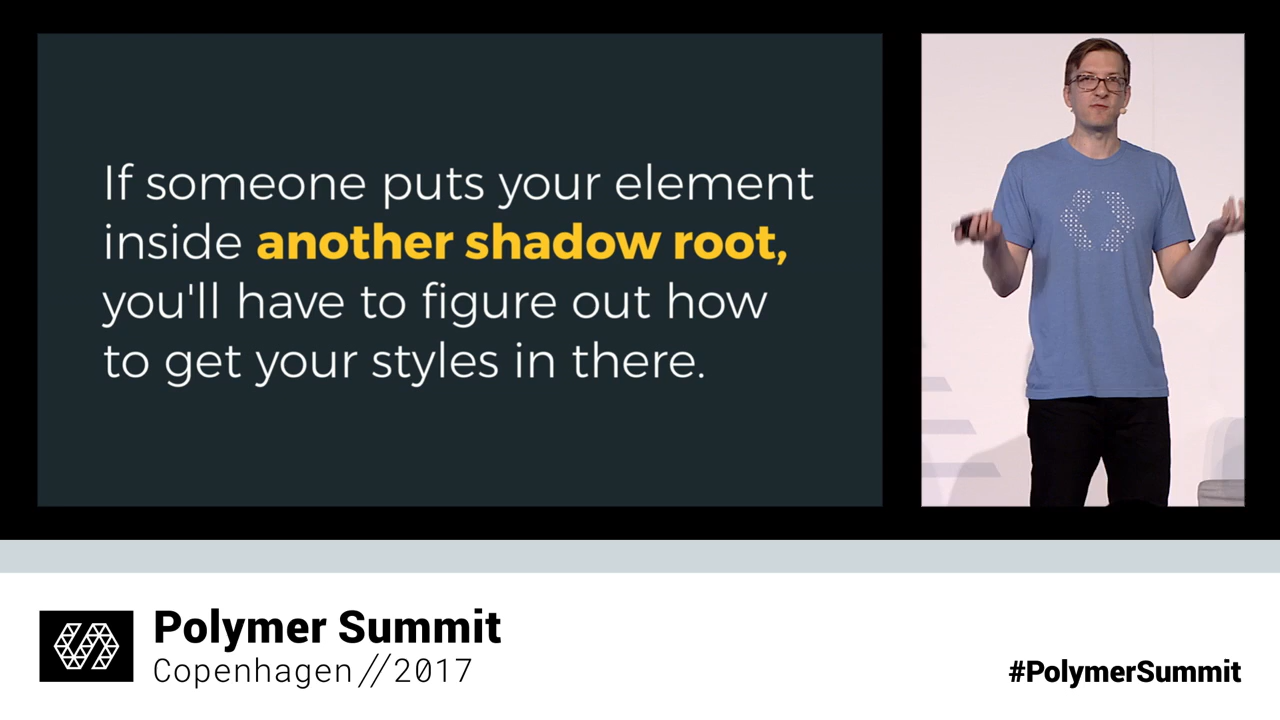 If someone puts your element
inside another shadow root,
you'll have to figure out how
to get your styles in there.
Polymer Summit
Copenhagen//2017
#PolymerSummit